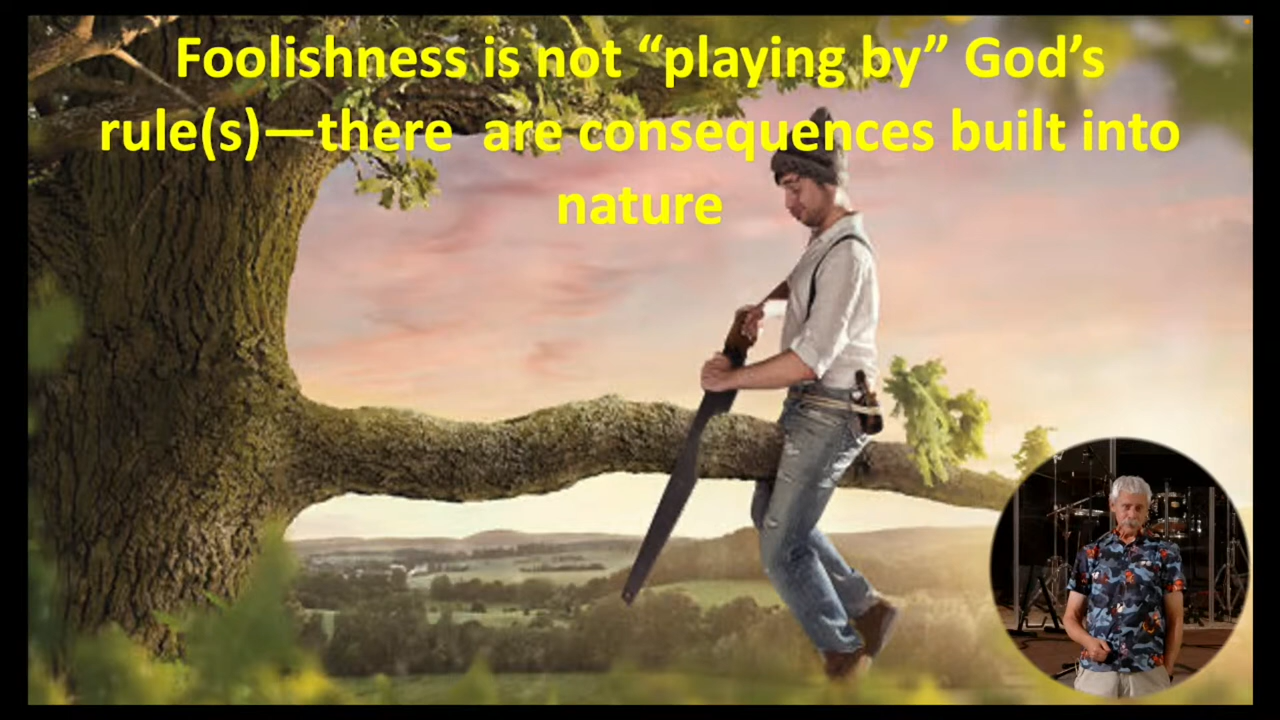 Foolishness is not “playing by” God’s
rule(s)—there  are consequences built into
nature